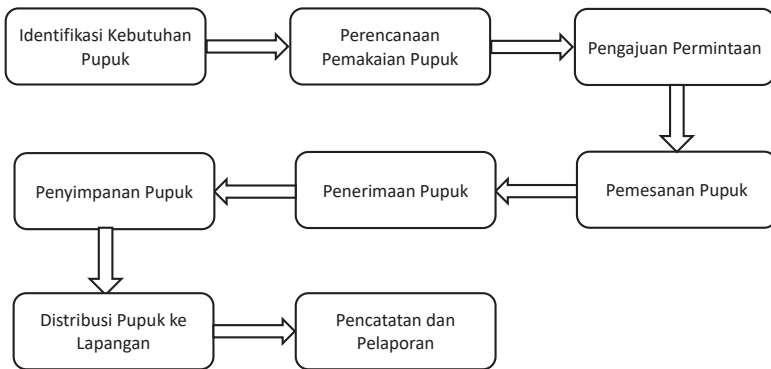 Identifikasi Kebutuhan
Pupuk
Perencanaan
Pemakaian Pupuk
Pengajuan Permintaan
Pemesanan Pupuk
Penerimaan Pupuk
Penyimpanan Pupuk
Distribusi Pupuk ke
Lapangan
Pencatatan dan
Pelaporan